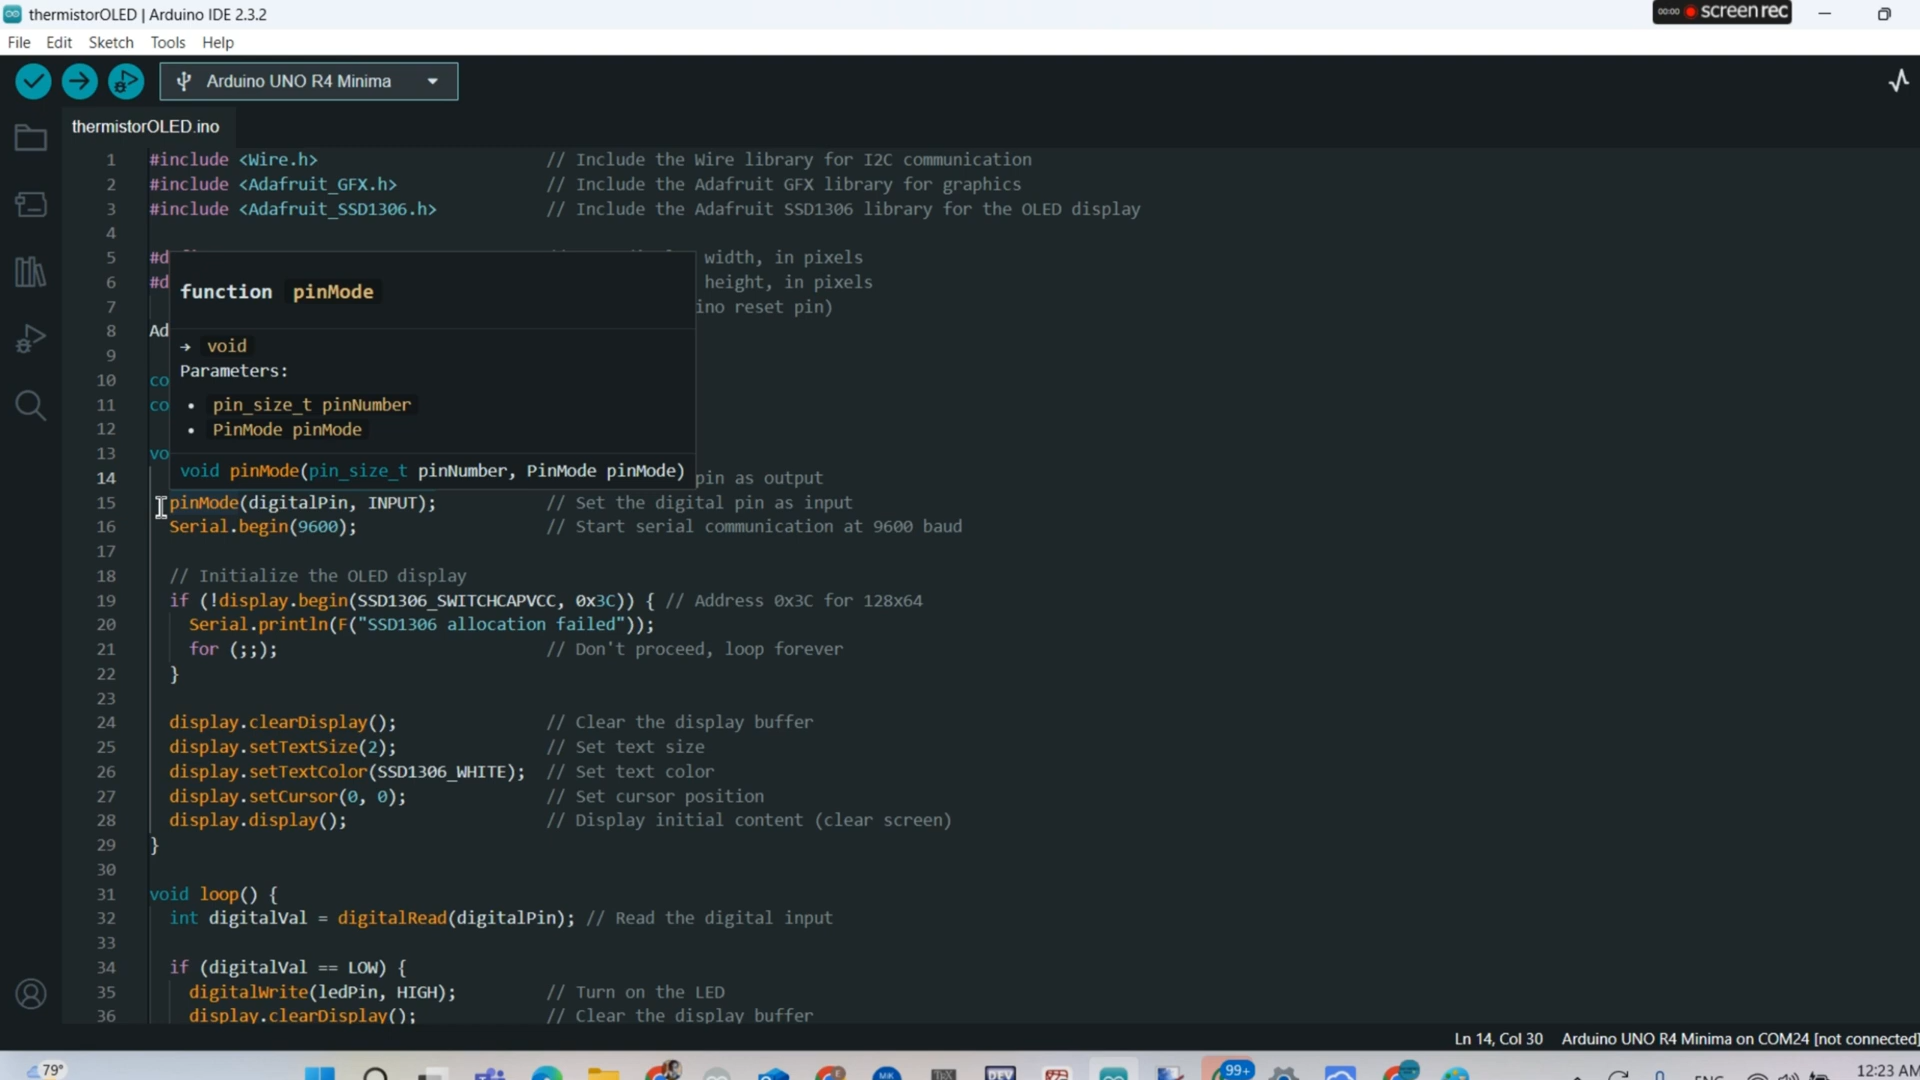 thermistorOLED | Arduino IDE 2.3.2
00:00 screen rec
File Edit Sketch Tools Help
Arduino UNO R4 Minima
thermistorOLED.ino
1 #include <Wire.h> // Include the Wire library for I2C communication
2 #include <Adafruit_GFX.h> // Include the Adafruit GFX library for graphics
3 #include <Adafruit_SSD1306.h> // Include the Adafruit SSD1306 library for the OLED display
4
5 #d width, in pixels
6 #d height, in pixels
7 ino reset pin)
8 Ad
9
10 co
11 co
12
13 vo
function pinMode
→ void
Parameters:
• pin_size_t pinNumber
• PinMode pinMode
void pinMode(pin_size_t pinNumber, PinMode pinMode)
14 pin as output
15 pinMode(digitalPin, INPUT); // Set the digital pin as input
16 Serial.begin(9600); // Start serial communication at 9600 baud
17
18 // Initialize the OLED display
19 if (!display.begin(SSD1306_SWITCHCAPVCC, 0x3C)) { // Address 0x3C for 128x64
20 Serial.println(F("SSD1306 allocation failed"));
21 for (;;); // Don't proceed, loop forever
22 }
23
24 display.clearDisplay(); // Clear the display buffer
25 display.setTextSize(2); // Set text size
26 display.setTextColor(SSD1306_WHITE); // Set text color
27 display.setCursor(0, 0); // Set cursor position
28 display.display(); // Display initial content (clear screen)
29 }
30
31 void loop() {
32 int digitalVal = digitalRead(digitalPin); // Read the digital input
33
34 if (digitalVal == LOW) {
35 digitalWrite(ledPin, HIGH); // Turn on the LED
36 display.clearDisplay(); // Clear the display buffer
Ln 14, Col 30 Arduino UNO R4 Minima on COM24 [not connected]
79° 99+ 12:23 AM